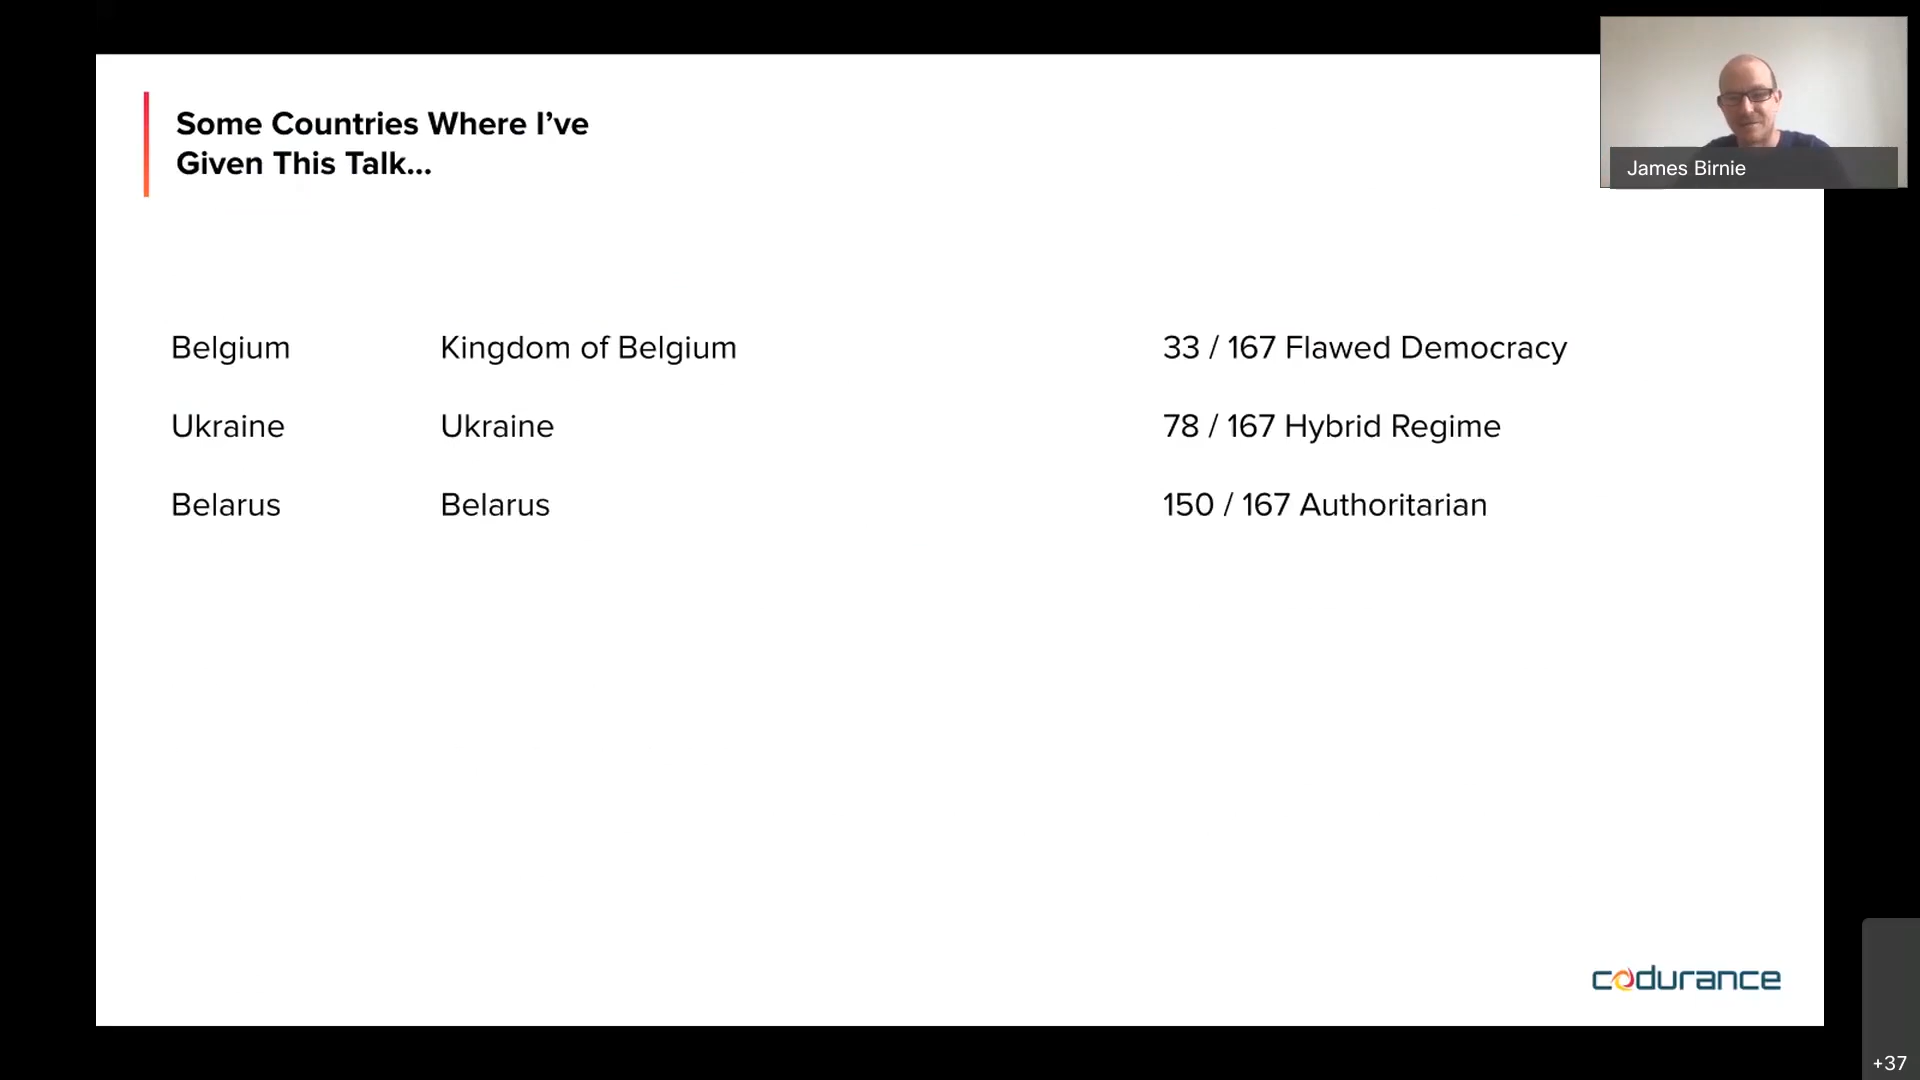 Some Countries Where I’ve
Given This Talk...
James Birnie
Belgium Kingdom of Belgium 33 / 167 Flawed Democracy
Ukraine Ukraine 78 / 167 Hybrid Regime
Belarus Belarus 150 / 167 Authoritarian
codurance
+37